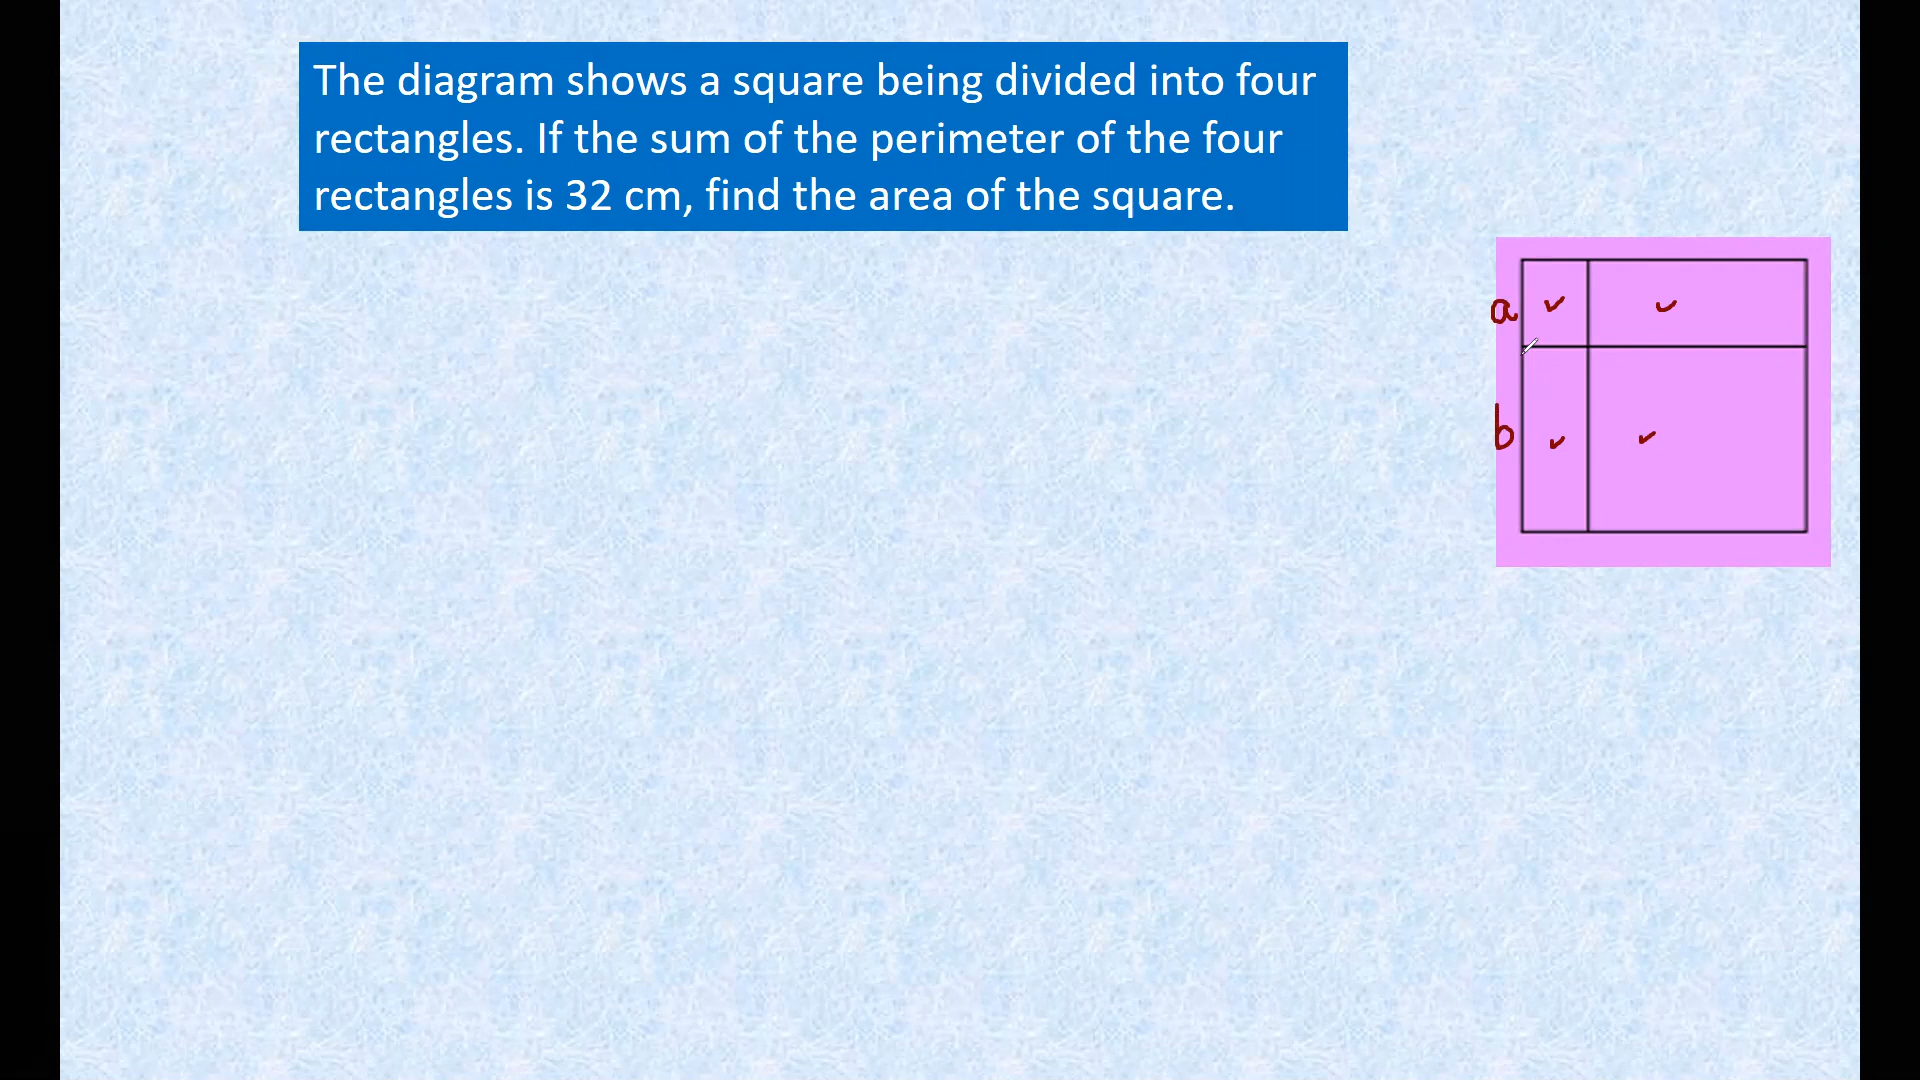 The diagram shows a square being divided into four
rectangles. If the sum of the perimeter of the four
rectangles is 32 cm, find the area of the square.
a
b